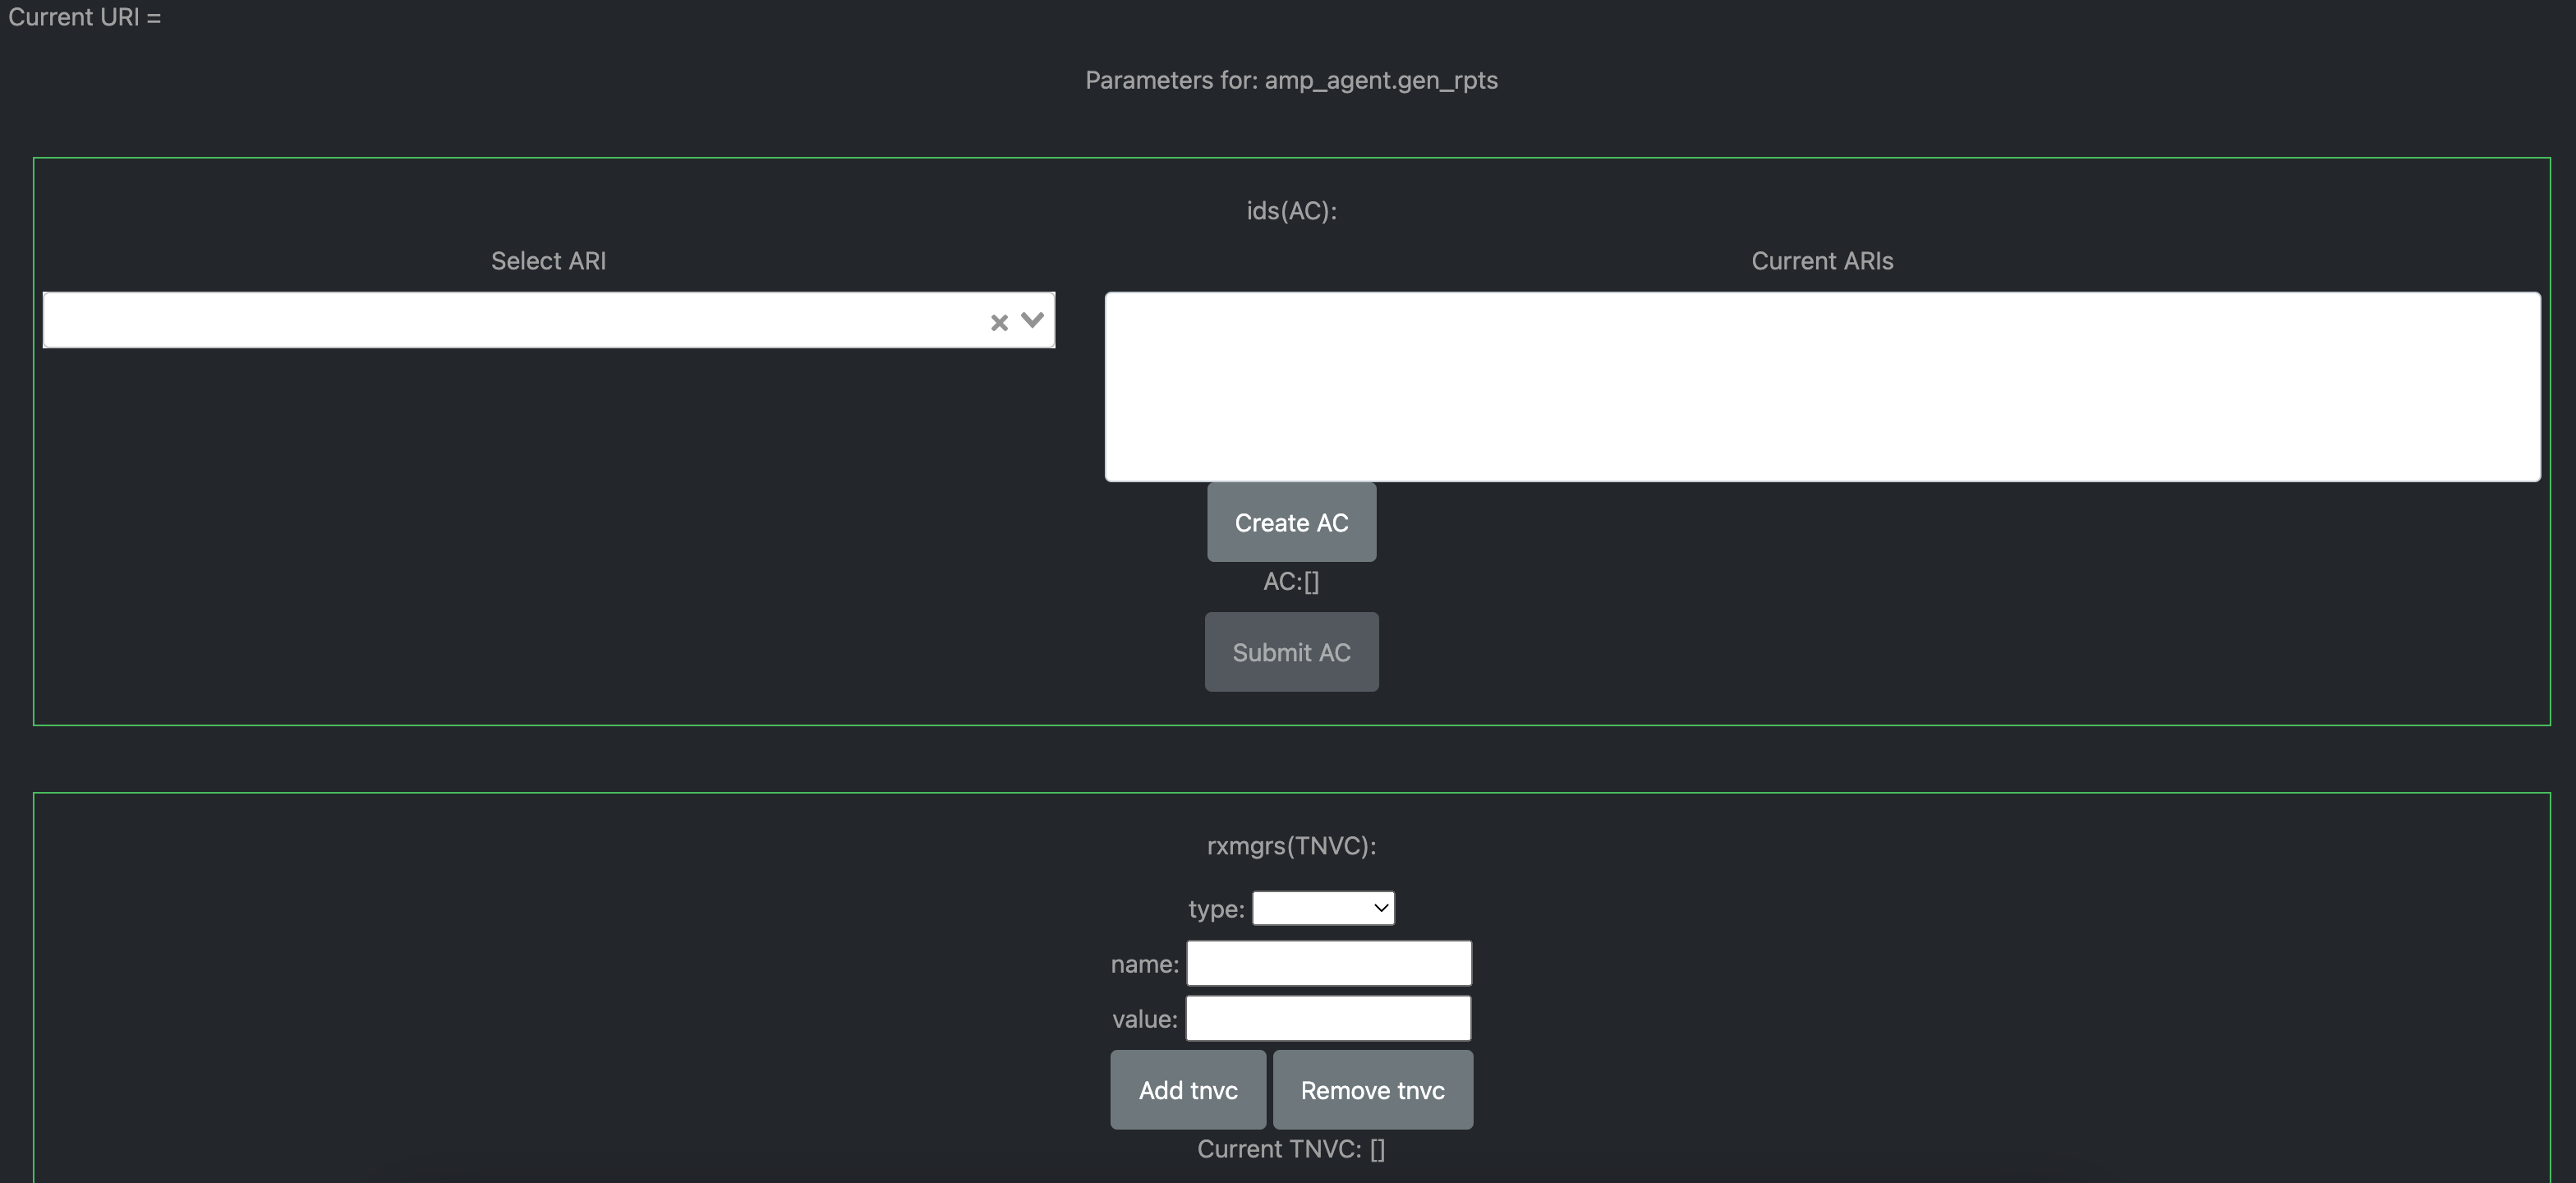 Current URI =
Parameters for: amp_agent.gen_rpts
ids(AC):
Select ARI
Current ARIs
Create AC
AC:[]
Submit AC
rxmgrs(TNVC):
type:
name:
value:
Add tnvc Remove tnvc
Current TNVC: []